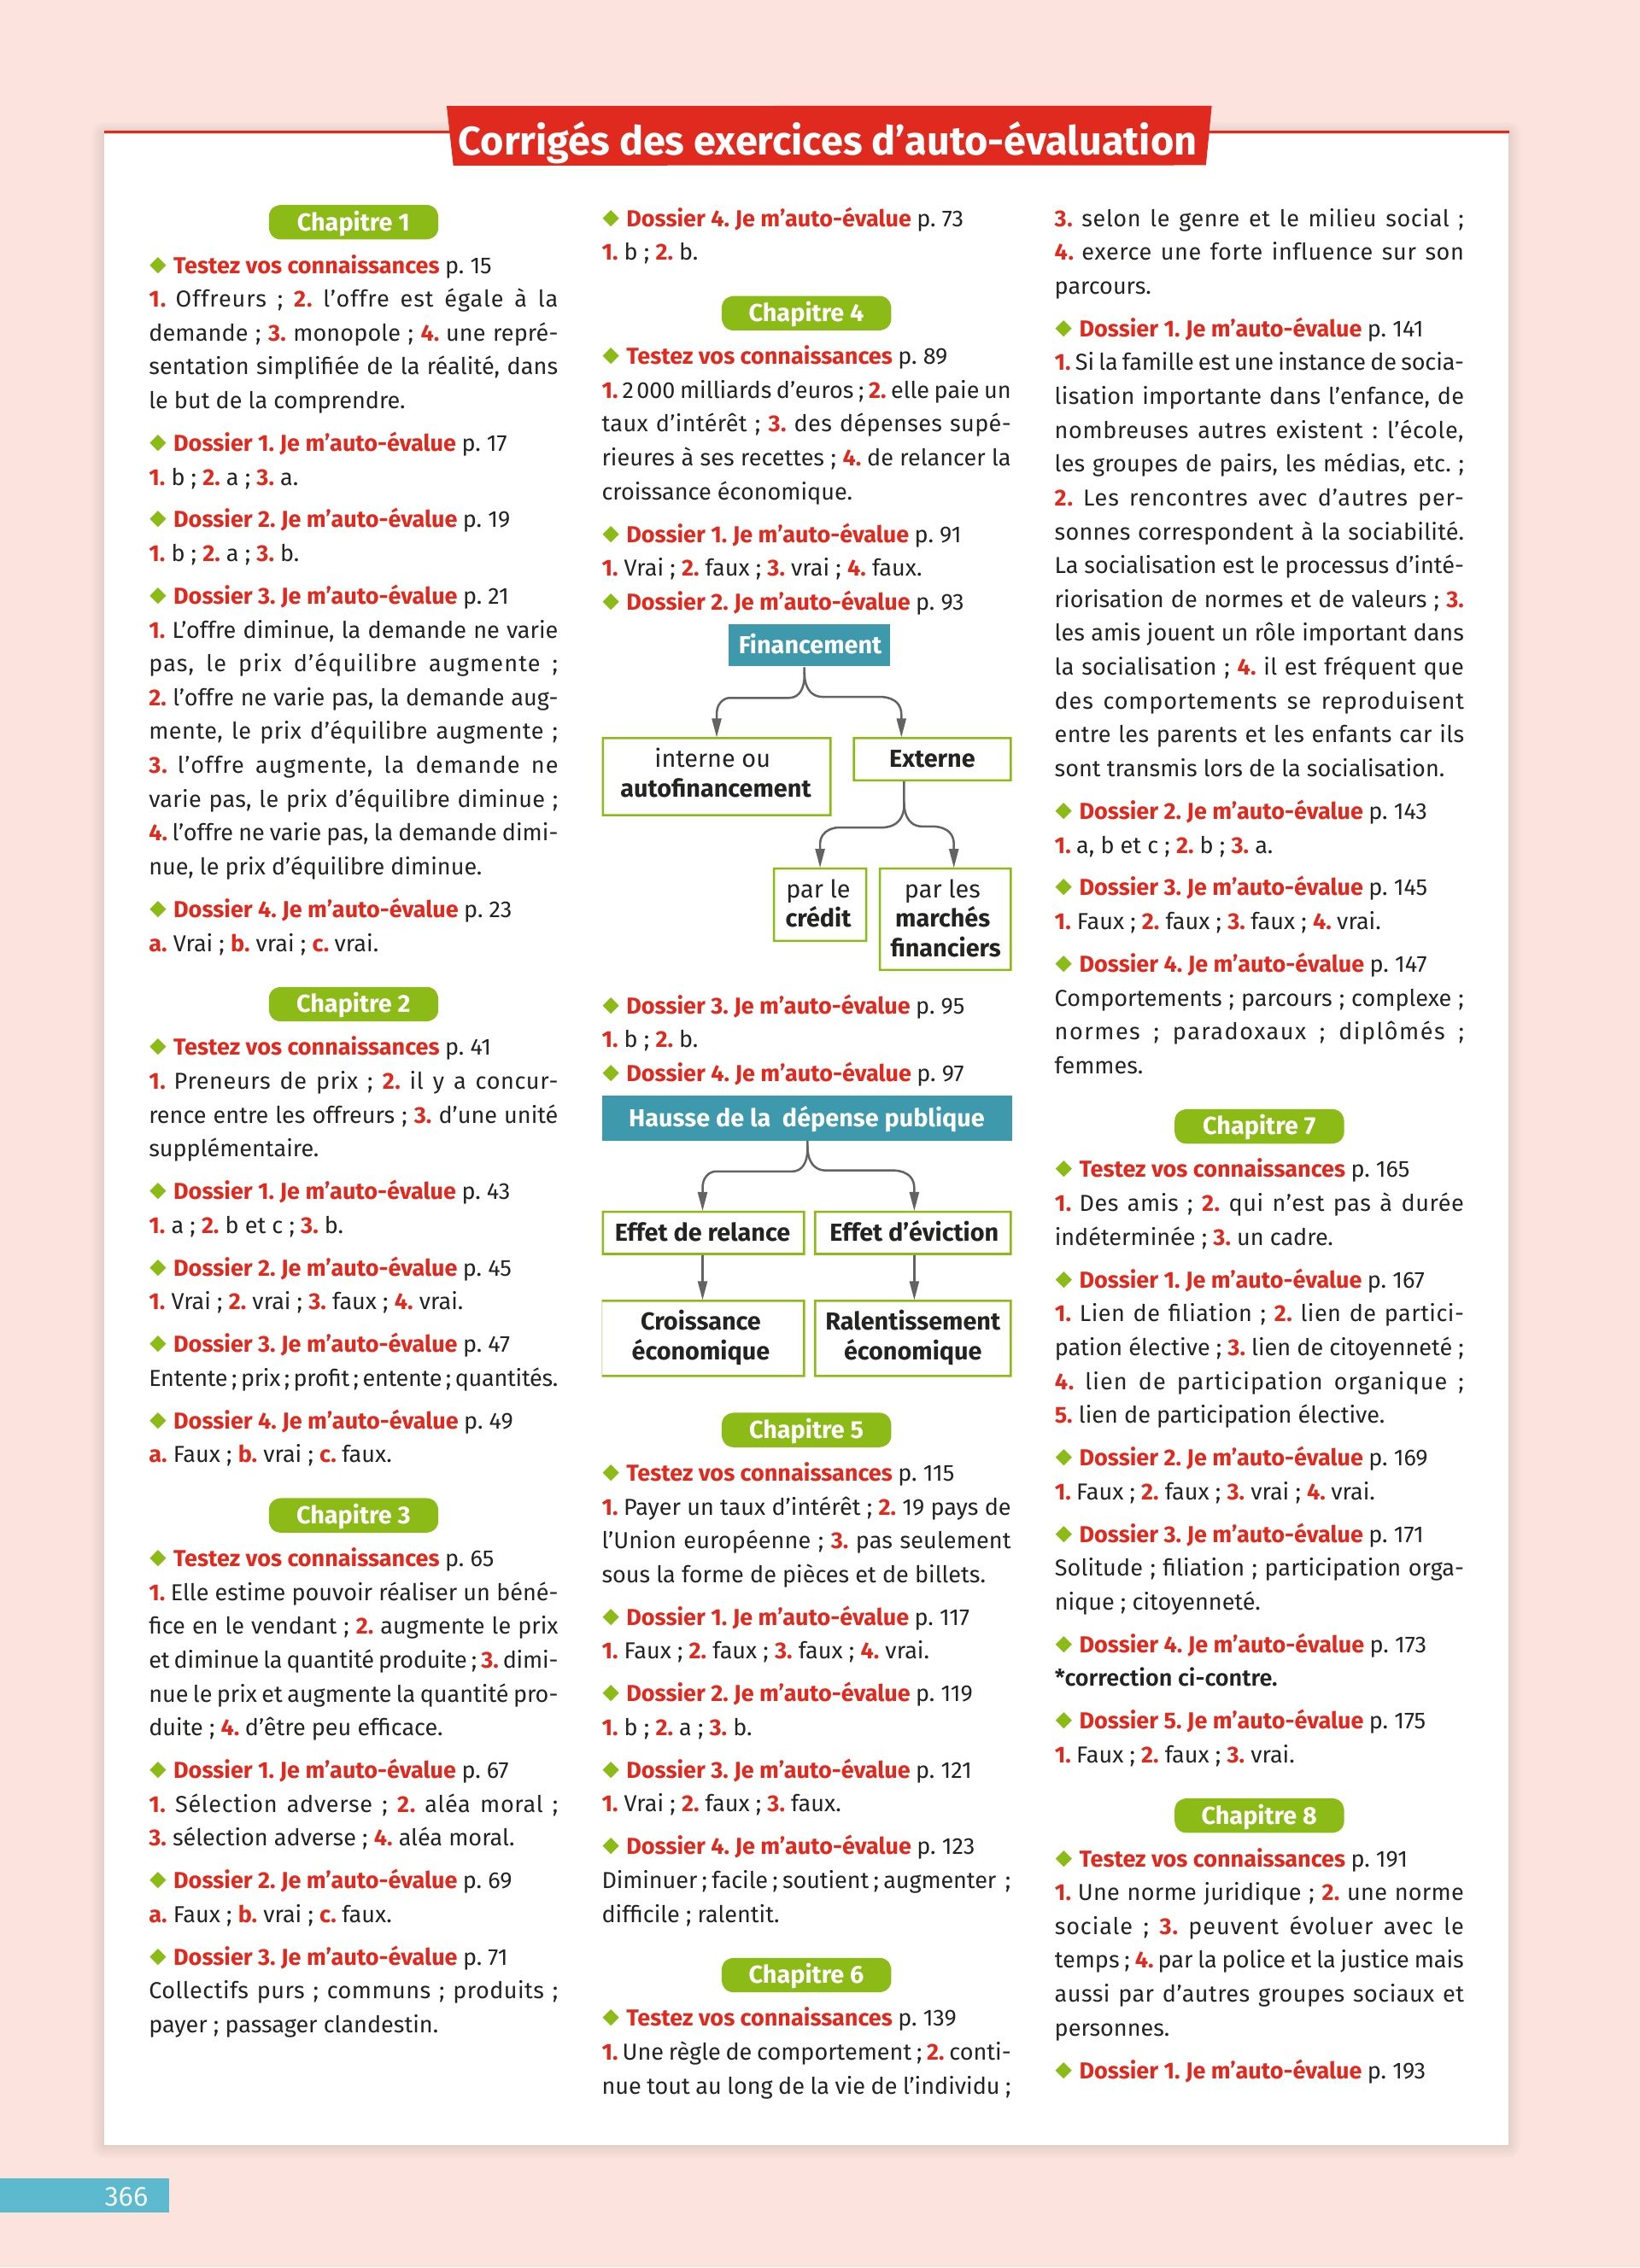 Corrigés des exercices d'auto-évaluation
Chapitre 1
◆ Testez vos connaissances p. 15
1. Offreurs ; 2. l'offre est égale à la
demande ; 3. monopole ; 4. une repré-
sentation simplifiée de la réalité, dans
le but de la comprendre.
◆ Dossier 1. Je m'auto-évalue p. 17
1. b ; 2. a ; 3. a.
◆ Dossier 2. Je m'auto-évalue p. 19
1. b ; 2. a ; 3. b.
◆ Dossier 3. Je m'auto-évalue p. 21
1. L'offre diminue, la demande ne varie
pas, le prix d'équilibre augmente ;
2. l'offre ne varie pas, la demande aug-
mente, le prix d'équilibre augmente ;
3. l'offre augmente, la demande ne
varie pas, le prix d'équilibre diminue ;
4. l'offre ne varie pas, la demande dimi-
nue, le prix d'équilibre diminue.
◆ Dossier 4. Je m'auto-évalue p. 23
a. Vrai ; b. vrai ; c. vrai.
Chapitre 2
◆ Testez vos connaissances p. 41
1. Preneurs de prix ; 2. il y a concur-
rence entre les offreurs ; 3. d'une unité
supplémentaire.
◆ Dossier 1. Je m'auto-évalue p. 43
1. a ; 2. b et c ; 3. b.
◆ Dossier 2. Je m'auto-évalue p. 45
1. Vrai ; 2. vrai ; 3. faux ; 4. vrai.
◆ Dossier 3. Je m'auto-évalue p. 47
Entente ; prix ; profit ; entente ; quantités.
◆ Dossier 4. Je m'auto-évalue p. 49
a. Faux ; b. vrai ; c. faux.
Chapitre 3
◆ Testez vos connaissances p. 65
1. Elle estime pouvoir réaliser un béné-
fice en le vendant ; 2. augmente le prix
et diminue la quantité produite ; 3. dimi-
nue le prix et augmente la quantité pro-
duite ; 4. d'être peu efficace.
◆ Dossier 1. Je m'auto-évalue p. 67
1. Sélection adverse ; 2. aléa moral ;
3. sélection adverse ; 4. aléa moral.
◆ Dossier 2. Je m'auto-évalue p. 69
a. Faux ; b. vrai ; c. faux.
◆ Dossier 3. Je m'auto-évalue p. 71
Collectifs purs ; communs ; produits ;
payer ; passager clandestin.
◆ Dossier 4. Je m'auto-évalue p. 73
1. b ; 2. b.
Chapitre 4
◆ Testez vos connaissances p. 89
1. 2 000 milliards d'euros ; 2. elle paie un
taux d'intérêt ; 3. des dépenses supé-
rieures à ses recettes ; 4. de relancer la
croissance économique.
◆ Dossier 1. Je m'auto-évalue p. 91
1. Vrai ; 2. faux ; 3. vrai ; 4. faux.
◆ Dossier 2. Je m'auto-évalue p. 93
Financement
interne ou
autofinancement
Externe
par le
crédit
par les
marchés
financiers
◆ Dossier 3. Je m'auto-évalue p. 95
1. b ; 2. b.
◆ Dossier 4. Je m'auto-évalue p. 97
Hausse de la dépense publique
Effet de relance
Effet d'éviction
Croissance
économique
Ralentissement
économique
Chapitre 5
◆ Testez vos connaissances p. 115
1. Payer un taux d'intérêt ; 2. 19 pays de
l'Union européenne ; 3. pas seulement
sous la forme de pièces et de billets.
◆ Dossier 1. Je m'auto-évalue p. 117
1. Faux ; 2. faux ; 3. faux ; 4. vrai.
◆ Dossier 2. Je m'auto-évalue p. 119
1. b ; 2. a ; 3. b.
◆ Dossier 3. Je m'auto-évalue p. 121
1. Vrai ; 2. faux ; 3. faux.
◆ Dossier 4. Je m'auto-évalue p. 123
Diminuer ; facile ; soutient ; augmenter ;
difficile ; ralentit.
Chapitre 6
◆ Testez vos connaissances p. 139
1. Une règle de comportement ; 2. conti-
nue tout au long de la vie de l'individu ;
3. selon le genre et le milieu social ;
4. exerce une forte influence sur son
parcours.
◆ Dossier 1. Je m'auto-évalue p. 141
1. Si la famille est une instance de socia-
lisation importante dans l'enfance, de
nombreuses autres existent : l'école,
les groupes de pairs, les médias, etc. ;
2. Les rencontres avec d'autres per-
sonnes correspondent à la sociabilité.
La socialisation est le processus d'inté-
riorisation de normes et de valeurs ; 3.
les amis jouent un rôle important dans
la socialisation ; 4. il est fréquent que
des comportements se reproduisent
entre les parents et les enfants car ils
sont transmis lors de la socialisation.
◆ Dossier 2. Je m'auto-évalue p. 143
1. a, b et c ; 2. b ; 3. a.
◆ Dossier 3. Je m'auto-évalue p. 145
1. Faux ; 2. faux ; 3. faux ; 4. vrai.
◆ Dossier 4. Je m'auto-évalue p. 147
Comportements ; parcours ; complexe ;
normes ; paradoxaux ; diplômés ;
femmes.
Chapitre 7
◆ Testez vos connaissances p. 165
1. Des amis ; 2. qui n'est pas à durée
indéterminée ; 3. un cadre.
◆ Dossier 1. Je m'auto-évalue p. 167
1. Lien de filiation ; 2. lien de partici-
pation élective ; 3. lien de citoyenneté ;
4. lien de participation organique ;
5. lien de participation élective.
◆ Dossier 2. Je m'auto-évalue p. 169
1. Faux ; 2. faux ; 3. vrai ; 4. vrai.
◆ Dossier 3. Je m'auto-évalue p. 171
Solitude ; filiation ; participation orga-
nique ; citoyenneté.
◆ Dossier 4. Je m'auto-évalue p. 173
*correction ci-contre.
◆ Dossier 5. Je m'auto-évalue p. 175
1. Faux ; 2. faux ; 3. vrai.
Chapitre 8
◆ Testez vos connaissances p. 191
1. Une norme juridique ; 2. une norme
sociale ; 3. peuvent évoluer avec le
temps ; 4. par la police et la justice mais
aussi par d'autres groupes sociaux et
personnes.
◆ Dossier 1. Je m'auto-évalue p. 193
366